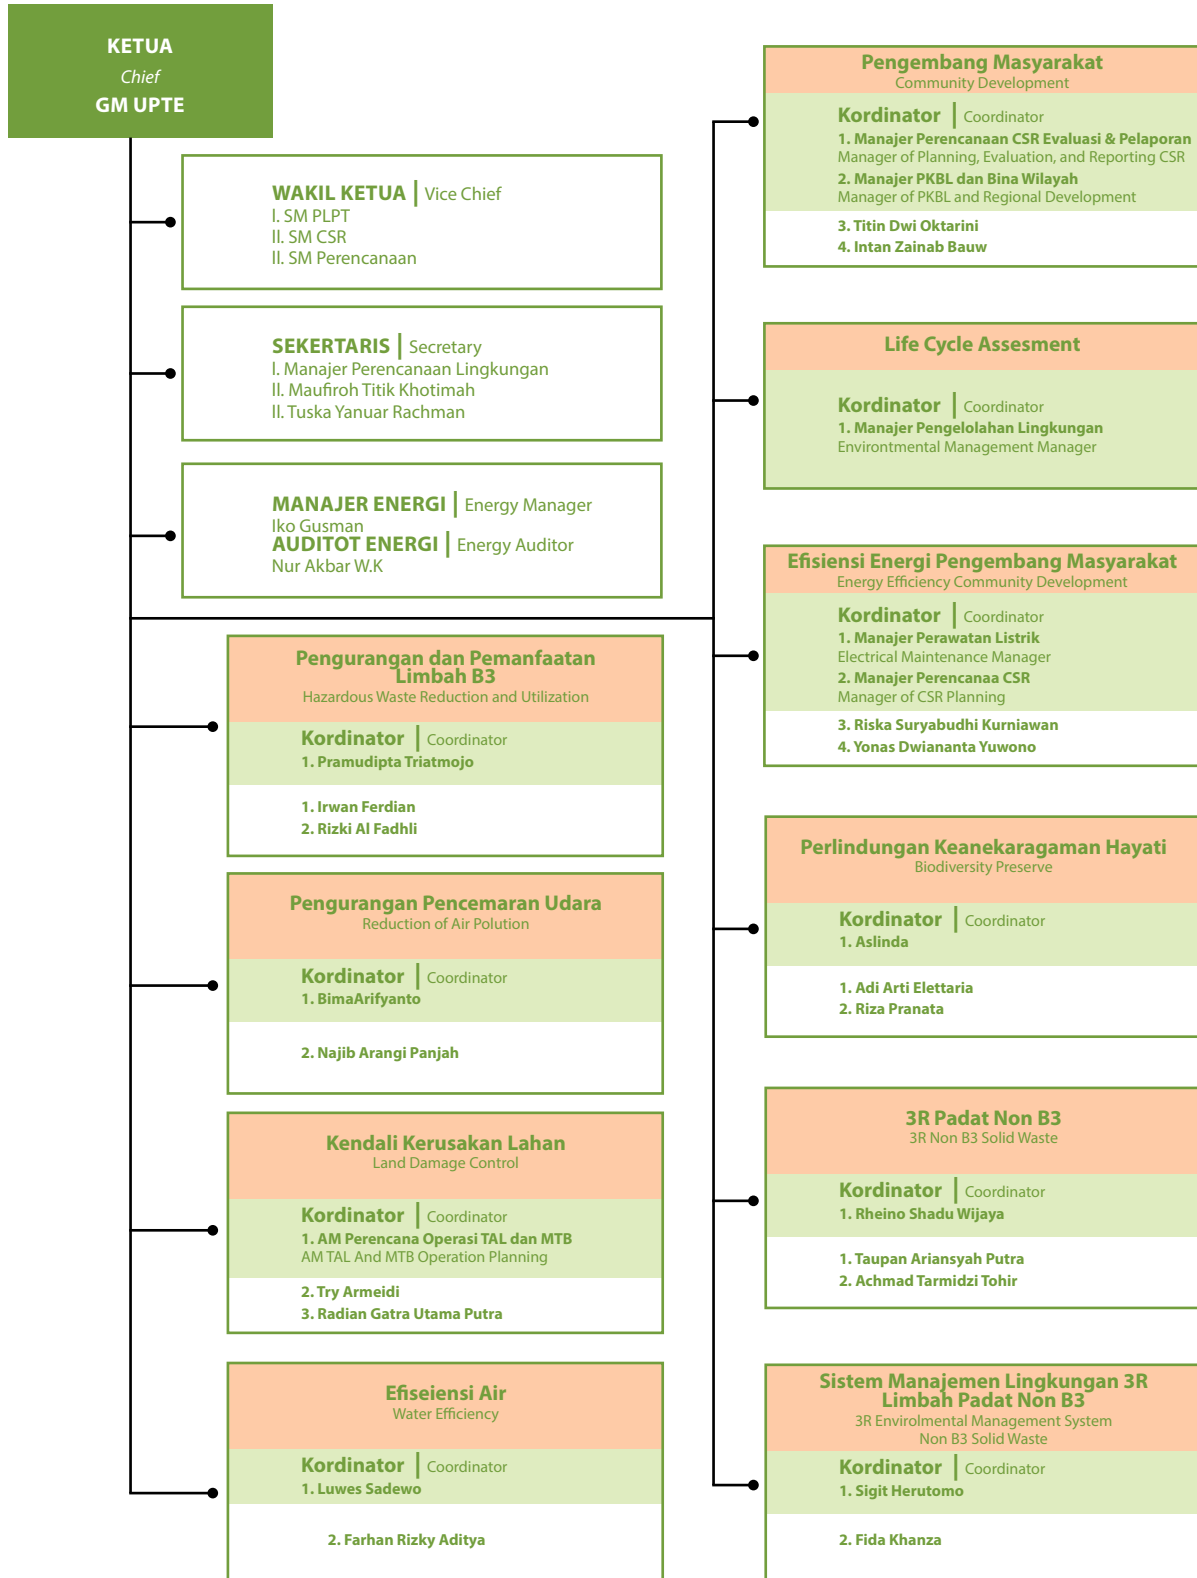 KETUA
Chief
GM UPTE
WAKIL KETUA | Vice Chief
I. SM PLPT
II. SM CSR
II. SM Perencanaan
SEKERTARIS | Secretary
I. Manajer Perencanaan Lingkungan
II. Maufiroh Titik Khotimah
II. Tuska Yanuar Rachman
MANAJER ENERGI | Energy Manager
Iko Gusman
AUDITOT ENERGI | Energy Auditor
Nur Akbar W.K
Pengurangan dan Pemanfaatan
Limbah B3
Hazardous Waste Reduction and Utilization
Kordinator | Coordinator
1. Pramudipta Triatmojo
1. Irwan Ferdian
2. Rizki Al Fadhli
Pengurangan Pencemaran Udara
Reduction of Air Polution
Kordinator | Coordinator
1. BimaArifyanto
2. Najib Arangi Panjah
Kendali Kerusakan Lahan
Land Damage Control
Kordinator | Coordinator
1. AM Perencana Operasi TAL dan MTB
AM TAL And MTB Operation Planning
2. Try Armeidi
3. Radian Gatra Utama Putra
Efiseiensi Air
Water Efficiency
Kordinator | Coordinator
1. Luwes Sadewo
2. Farhan Rizky Aditya
Pengembang Masyarakat
Community Development
Kordinator | Coordinator
1. Manajer Perencanaan CSR Evaluasi & Pelaporan
Manager of Planning, Evaluation, and Reporting CSR
2. Manajer PKBL dan Bina Wilayah
Manager of PKBL and Regional Development
3. Titin Dwi Oktarini
4. Intan Zainab Bauw
Life Cycle Assesment
Kordinator | Coordinator
1. Manajer Pengelolahan Lingkungan
Environtmental Management Manager
Efisiensi Energi Pengembang Masyarakat
Energy Efficiency Community Development
Kordinator | Coordinator
1. Manajer Perawatan Listrik
Electrical Maintenance Manager
2. Manajer Perencanaa CSR
Manager of CSR Planning
3. Riska Suryabudhi Kurniawan
4. Yonas Dwiananta Yuwono
Perlindungan Keanekaragaman Hayati
Biodiversity Preserve
Kordinator | Coordinator
1. Aslinda
1. Adi Arti Elettaria
2. Riza Pranata
3R Padat Non B3
3R Non B3 Solid Waste
Kordinator | Coordinator
1. Rheino Shadu Wijaya
1. Taupan Ariansyah Putra
2. Achmad Tarmidzi Tohir
Sistem Manajemen Lingkungan 3R
Limbah Padat Non B3
3R Envirolmental Management System
Non B3 Solid Waste
Kordinator | Coordinator
1. Sigit Herutomo
2. Fida Khanza